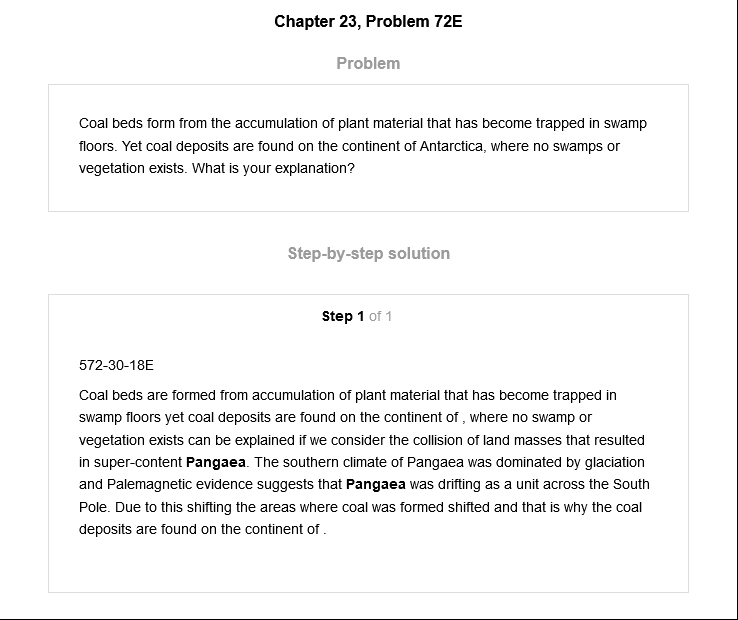 Chapter 23, Problem 72E
Problem
Coal beds form from the accumulation of plant material that has become trapped in swamp
floors. Yet coal deposits are found on the continent of Antarctica, where no swamps or
vegetation exists. What is your explanation?
Step-by-step solution
Step 1 of 1
572-30-18E
Coal beds are formed from accumulation of plant material that has become trapped in
swamp floors yet coal deposits are found on the continent of , where no swamp or
vegetation exists can be explained if we consider the collision of land masses that resulted
in super-content Pangaea. The southern climate of Pangaea was dominated by glaciation
and Palemagnetic evidence suggests that Pangaea was drifting as a unit across the South
Pole. Due to this shifting the areas where coal was formed shifted and that is why the coal
deposits are found on the continent of .